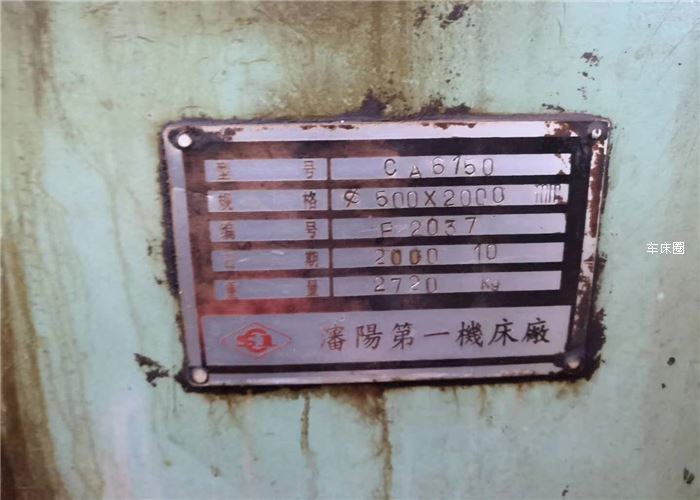 型号 CA6150
规格 ⌀ 500X2000 mm
编号 F2037
日期 2000 10
重量 2720 Kg
瀋陽第一機床廠
车床圈